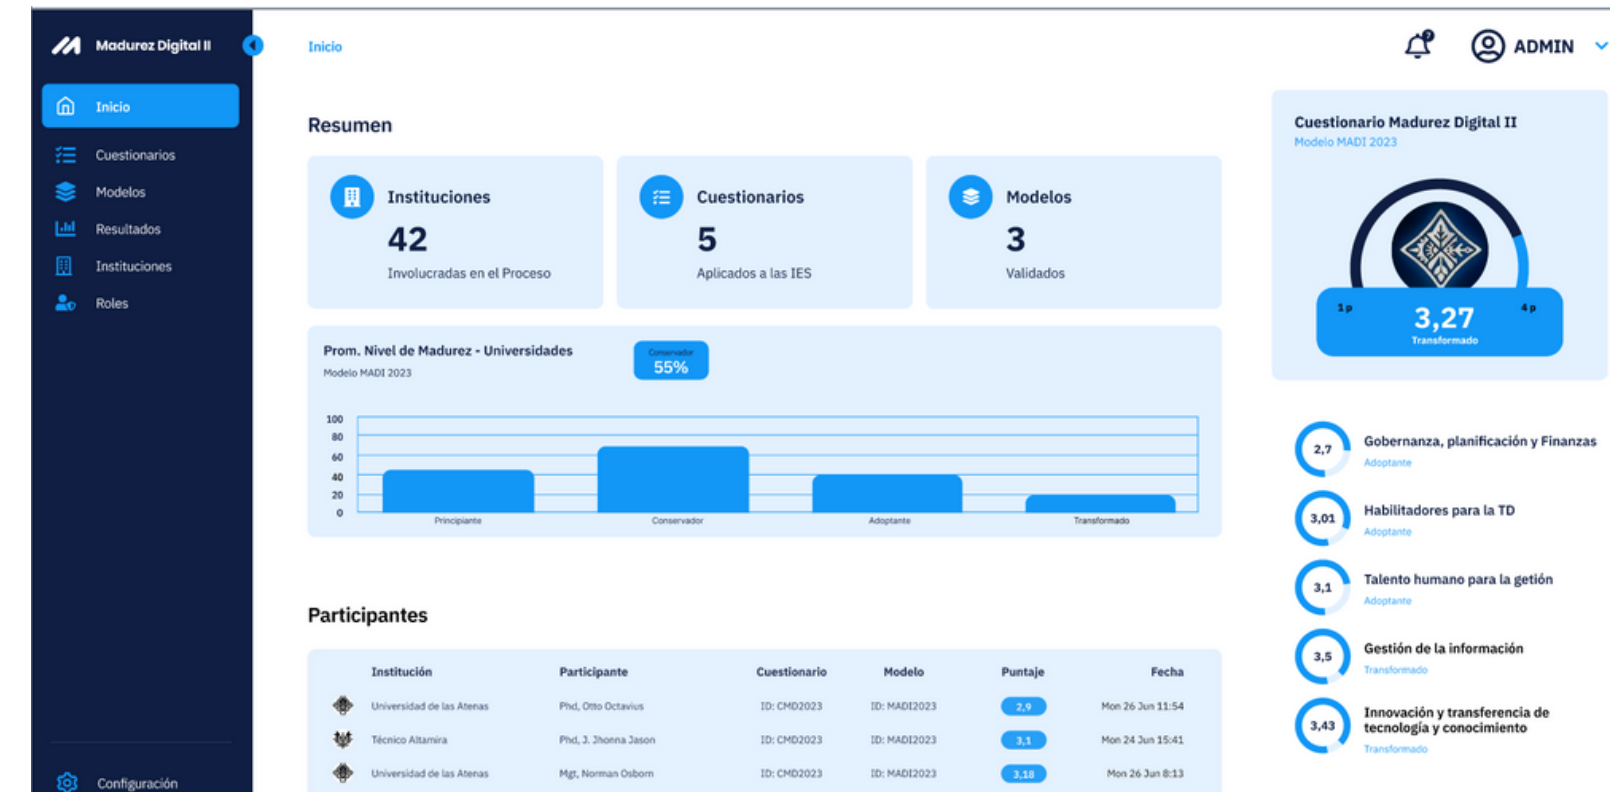 Madurez Digital II
Inicio
Cuestionarios
Modelos
Resultados
Instituciones
Roles
Configuración
Inicio
ADMIN
Resumen
Instituciones
42
Involucradas en el Proceso
Cuestionarios
5
Aplicados a las IES
Modelos
3
Validados
Prom. Nivel de Madurez - Universidades
Modelo MADI 2023
Conservador
55%
100
80
60
40
20
0
Principiante
Conservador
Adoptante
Transformado
Participantes
Institución Participante Cuestionario Modelo Puntaje Fecha
Universidad de las Atenas Phd, Otto Octavius ID: CMD2023 ID: MADI2023 2,9 Mon 26 Jun 11:54
Técnico Altamira Phd, J. Jhonna Jason ID: CMD2023 ID: MADI2023 3,1 Mon 24 Jun 15:41
Universidad de las Atenas Mgt, Norman Osborn ID: CMD2023 ID: MADI2023 3,18 Mon 26 Jun 8:13
Cuestionario Madurez Digital II
Modelo MADI 2023
1 p
3,27
4 p
Transformado
2,7
Gobernanza, planificación y Finanzas
Adoptante
3,01
Habilitadores para la TD
Adoptante
3,1
Talento humano para la getión
Adoptante
3,5
Gestión de la información
Transformado
3,43
Innovación y transferencia de
tecnología y conocimiento
Transformado